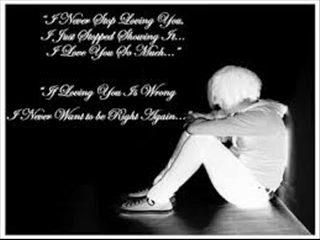 "I Never Stop Loving You,
I Just Stopped Showing It...
I Love You So Much..."
"If Loving You Is Wrong
I Never Want to be Right Again...